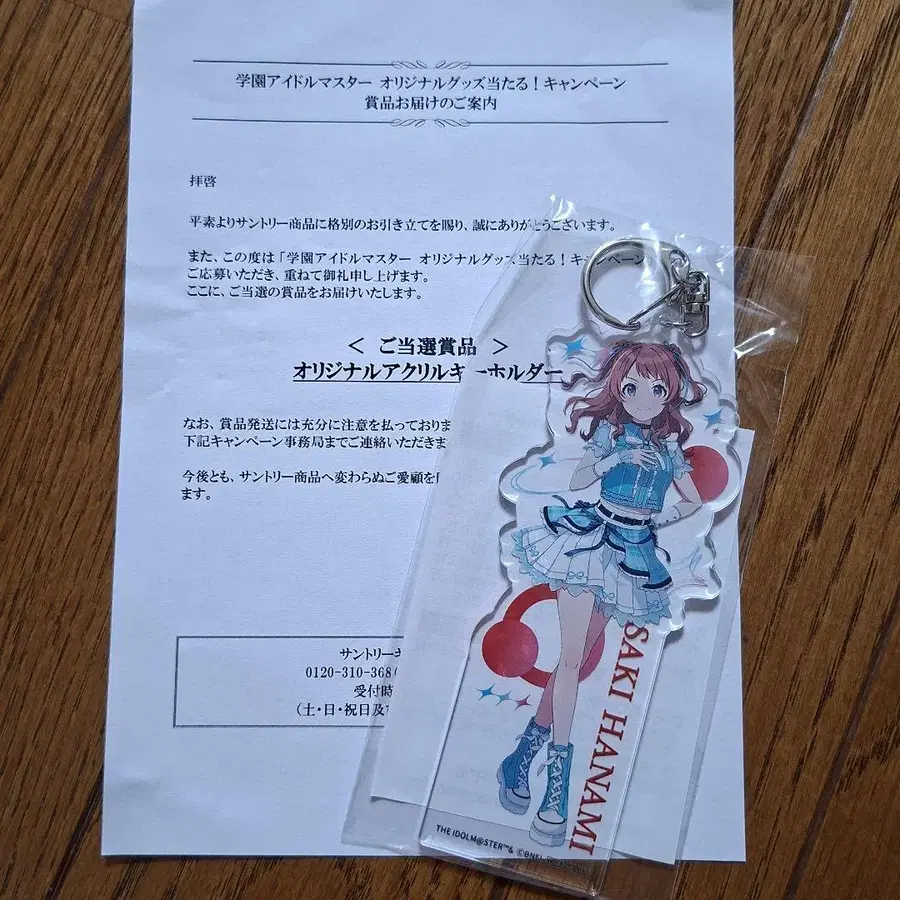 学園アイドルマスター オリジナルグッズ当たる！キャンペーン
賞品お届けのご案内
拝啓
平素よりサントリー商品に格別のお引き立てを賜り、誠にありがとうございます。
また、この度は「学園アイドルマスター オリジナルグッズ当たる！キャンペーン
ご応募いただき、重ねて御礼申し上げます。
ここに、ご当選の賞品をお届けいたします。
＜ ご当選賞品 ＞
オリジナルアクリルキーホルダー
なお、賞品発送には充分に注意を払っておりま
下記キャンペーン事務局までご連絡いただきま
今後とも、サントリー商品へ変わらぬご愛顧を
ます。
サントリーキ
0120-310-368(
受付時
(土・日・祝日及び
SAKI HANAMI
THE IDOLM@STER™& ©BNEI